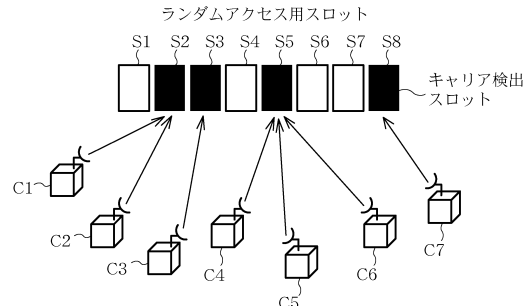 ランダムアクセス用スロット
S1 S2 S3 S4 S5 S6 S7 S8
キャリア検出
スロット
C1
C2
C3
C4
C5
C6
C7